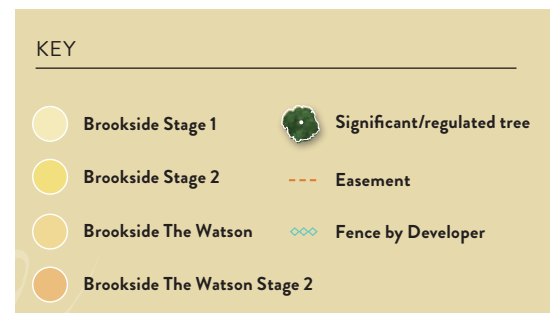 KEY
Brookside Stage 1
Brookside Stage 2
Brookside The Watson
Brookside The Watson Stage 2
Significant/regulated tree
Easement
Fence by Developer